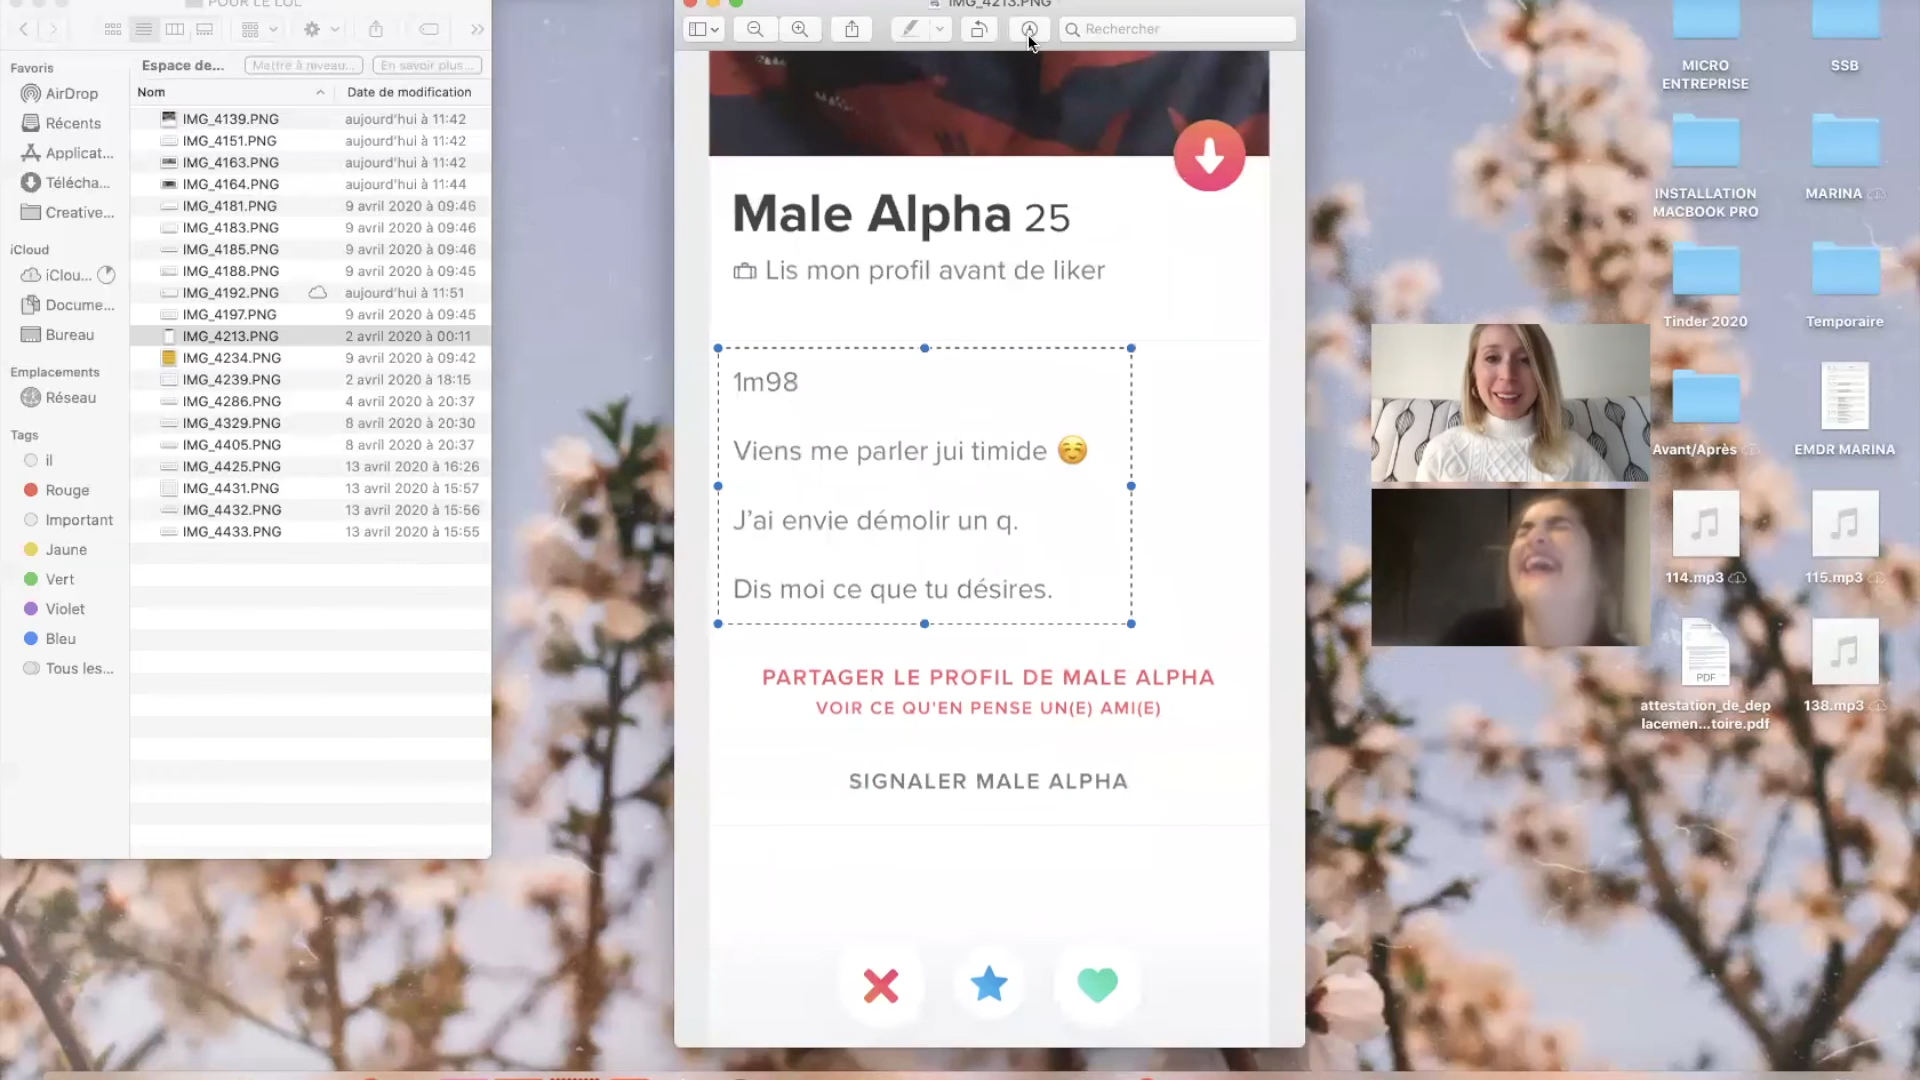 POUR LE LOL
Espace de...
Mettre à niveau...
En savoir plus...
Favoris
AirDrop
Récents
Applicat...
Télécha...
Creative...
iCloud
iClou...
Docume...
Bureau
Emplacements
Réseau
Tags
il
Rouge
Important
Jaune
Vert
Violet
Bleu
Tous les...
Nom
Date de modification
IMG_4139.PNG aujourd'hui à 11:42
IMG_4151.PNG aujourd'hui à 11:42
IMG_4163.PNG aujourd'hui à 11:42
IMG_4164.PNG aujourd'hui à 11:44
IMG_4181.PNG 9 avril 2020 à 09:46
IMG_4183.PNG 9 avril 2020 à 09:46
IMG_4185.PNG 9 avril 2020 à 09:46
IMG_4188.PNG 9 avril 2020 à 09:45
IMG_4192.PNG aujourd'hui à 11:51
IMG_4197.PNG 9 avril 2020 à 09:45
IMG_4213.PNG 2 avril 2020 à 00:11
IMG_4234.PNG 9 avril 2020 à 09:42
IMG_4239.PNG 2 avril 2020 à 18:15
IMG_4286.PNG 4 avril 2020 à 20:37
IMG_4329.PNG 8 avril 2020 à 20:30
IMG_4405.PNG 8 avril 2020 à 20:37
IMG_4425.PNG 13 avril 2020 à 16:26
IMG_4431.PNG 13 avril 2020 à 15:57
IMG_4432.PNG 13 avril 2020 à 15:56
IMG_4433.PNG 13 avril 2020 à 15:55
IMG_4213.PNG
Rechercher
Male Alpha 25
Lis mon profil avant de liker
1m98
Viens me parler jui timide ☺️
J'ai envie démolir un q.
Dis moi ce que tu désires.
PARTAGER LE PROFIL DE MALE ALPHA
VOIR CE QU'EN PENSE UN(E) AMI(E)
SIGNALER MALE ALPHA
MICRO
ENTREPRISE
SSB
INSTALLATION
MACBOOK PRO
MARINA
Tinder 2020
Temporaire
Avant/Après
EMDR MARINA
114.mp3
115.mp3
PDF
attestation_de_dep
lacemen...toire.pdf
138.mp3